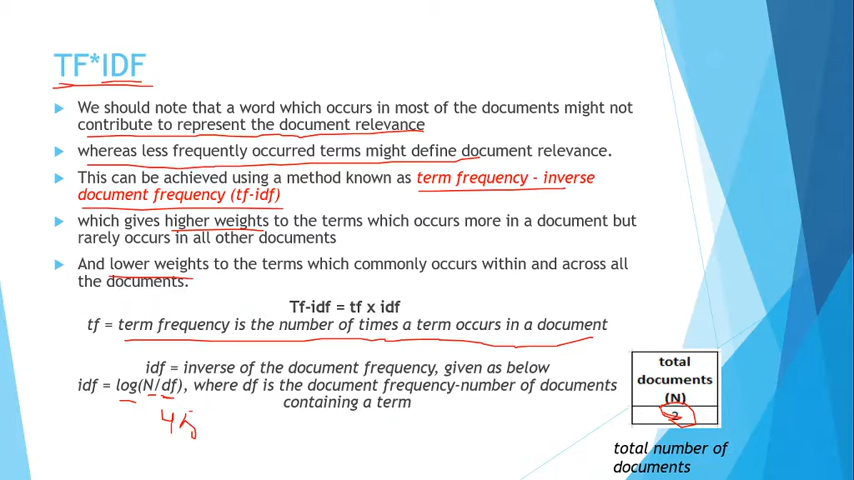 TF*IDF
We should note that a word which occurs in most of the documents might not
contribute to represent the document relevance
whereas less frequently occurred terms might define document relevance.
This can be achieved using a method known as term frequency - inverse
document frequency (tf-idf)
which gives higher weights to the terms which occurs more in a document but
rarely occurs in all other documents
And lower weights to the terms which commonly occurs within and across all
the documents.
Tf-idf = tf x idf
tf = term frequency is the number of times a term occurs in a document
idf = inverse of the document frequency, given as below
idf = log(N/df), where df is the document frequency-number of documents
containing a term
total
documents
(N)
total number of
documents